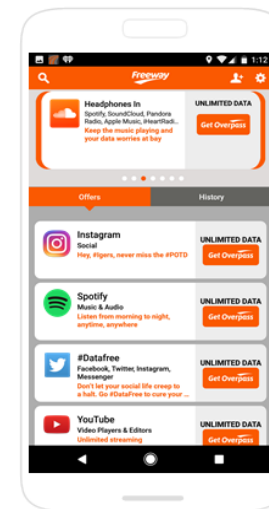 1:12
Freeway
Headphones In
Spotify, SoundCloud, Pandora
Radio, Apple Music, iHeartRadi...
Keep the music playing and
your data worries at bay
UNLIMITED DATA
Get Overpass
Offers
History
Instagram
Social
Hey, #Igers, never miss the #POTD
UNLIMITED DATA
Get Overpass
Spotify
Music & Audio
Listen from morning to night,
anytime, anywhere
UNLIMITED DATA
Get Overpass
#Datafree
Facebook, Twitter, Instagram,
Messenger
Don't let your social life creep to
a halt. Go #DataFree to cure your ...
UNLIMITED DATA
Get Overpass
YouTube
Video Players & Editors
Unlimited streaming
UNLIMITED DATA
Get Overpass